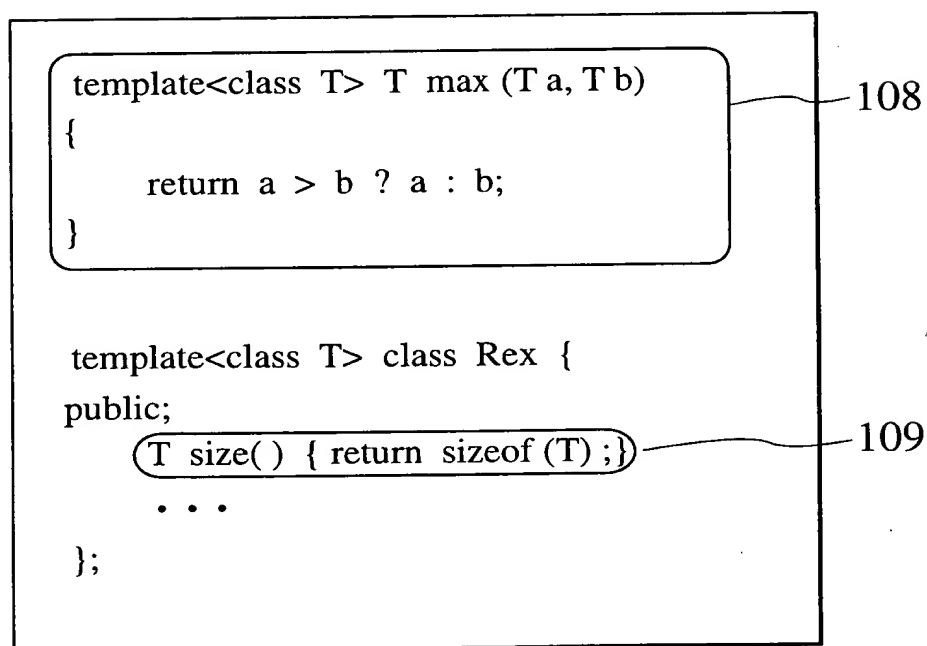 template<class T> T max (T a, T b)
108
{
return a > b ? a : b;
}
template<class T> class Rex {
public;
T size( ) { return sizeof (T) ;}
109
• • •
};